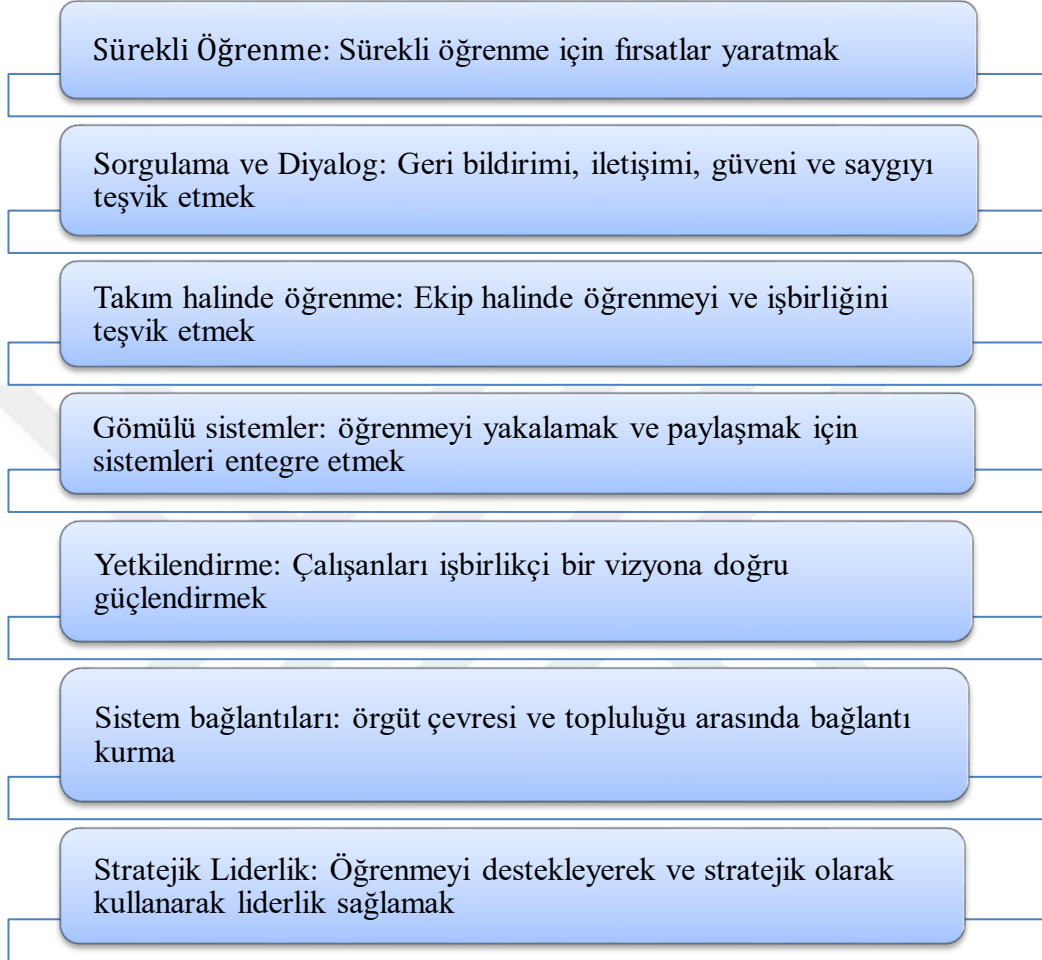 Sürekli Öğrenme: Sürekli öğrenme için fırsatlar yaratmak
Sorgulama ve Diyalog: Geri bildirimi, iletişimi, güveni ve saygıyı
teşvik etmek
Takım halinde öğrenme: Ekip halinde öğrenmeyi ve işbirliğini
teşvik etmek
Gömülü sistemler: öğrenmeyi yakalamak ve paylaşmak için
sistemleri entegre etmek
Yetkilendirme: Çalışanları işbirlikçi bir vizyona doğru
güçlendirmek
Sistem bağlantıları: örgüt çevresi ve topluluğu arasında bağlantı
kurma
Stratejik Liderlik: Öğrenmeyi destekleyerek ve stratejik olarak
kullanarak liderlik sağlamak